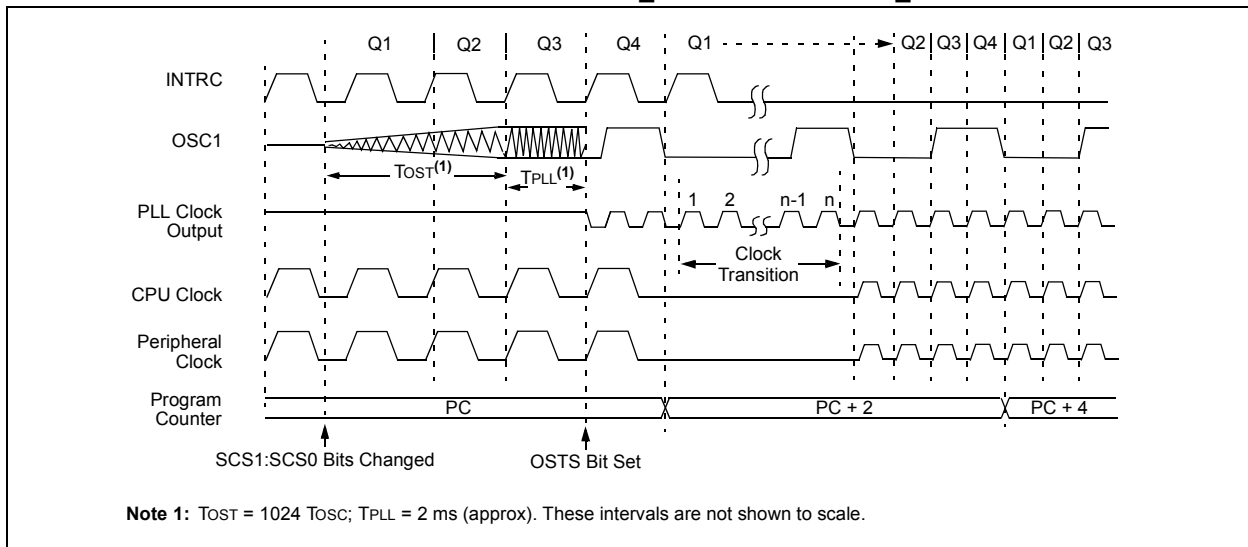 Q1 Q2 Q3 Q4 Q1 Q2 Q3 Q4 Q1 Q2 Q3
INTRC
OSC1
TOST(1)
TPLL(1)
PLL Clock
Output
1 2 n-1 n
Clock
Transition
CPU Clock
Peripheral
Clock
Program
Counter
PC PC + 2 PC + 4
SCS1:SCS0 Bits Changed OSTS Bit Set
Note 1: TOST = 1024 TOSC; TPLL = 2 ms (approx). These intervals are not shown to scale.